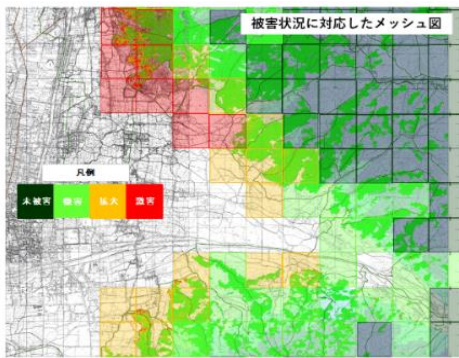 被害状況に対応したメッシュ図
凡例
未被害
微害
拡大
激害